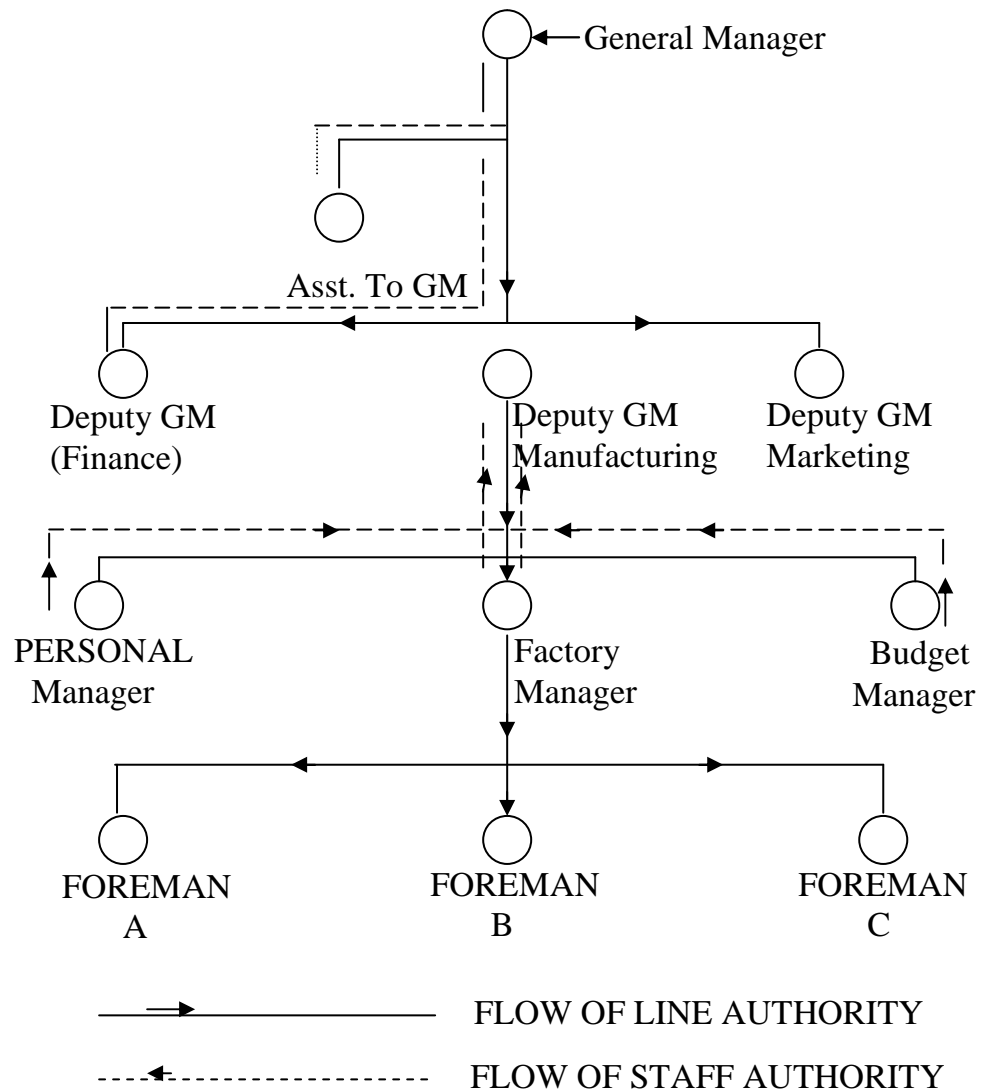 General Manager
Asst. To GM
Deputy GM
(Finance)
Deputy GM
Manufacturing
Deputy GM
Marketing
PERSONAL
Manager
Factory
Manager
Budget
Manager
FOREMAN
A
FOREMAN
B
FOREMAN
C
FLOW OF LINE AUTHORITY
FLOW OF STAFF AUTHORITY